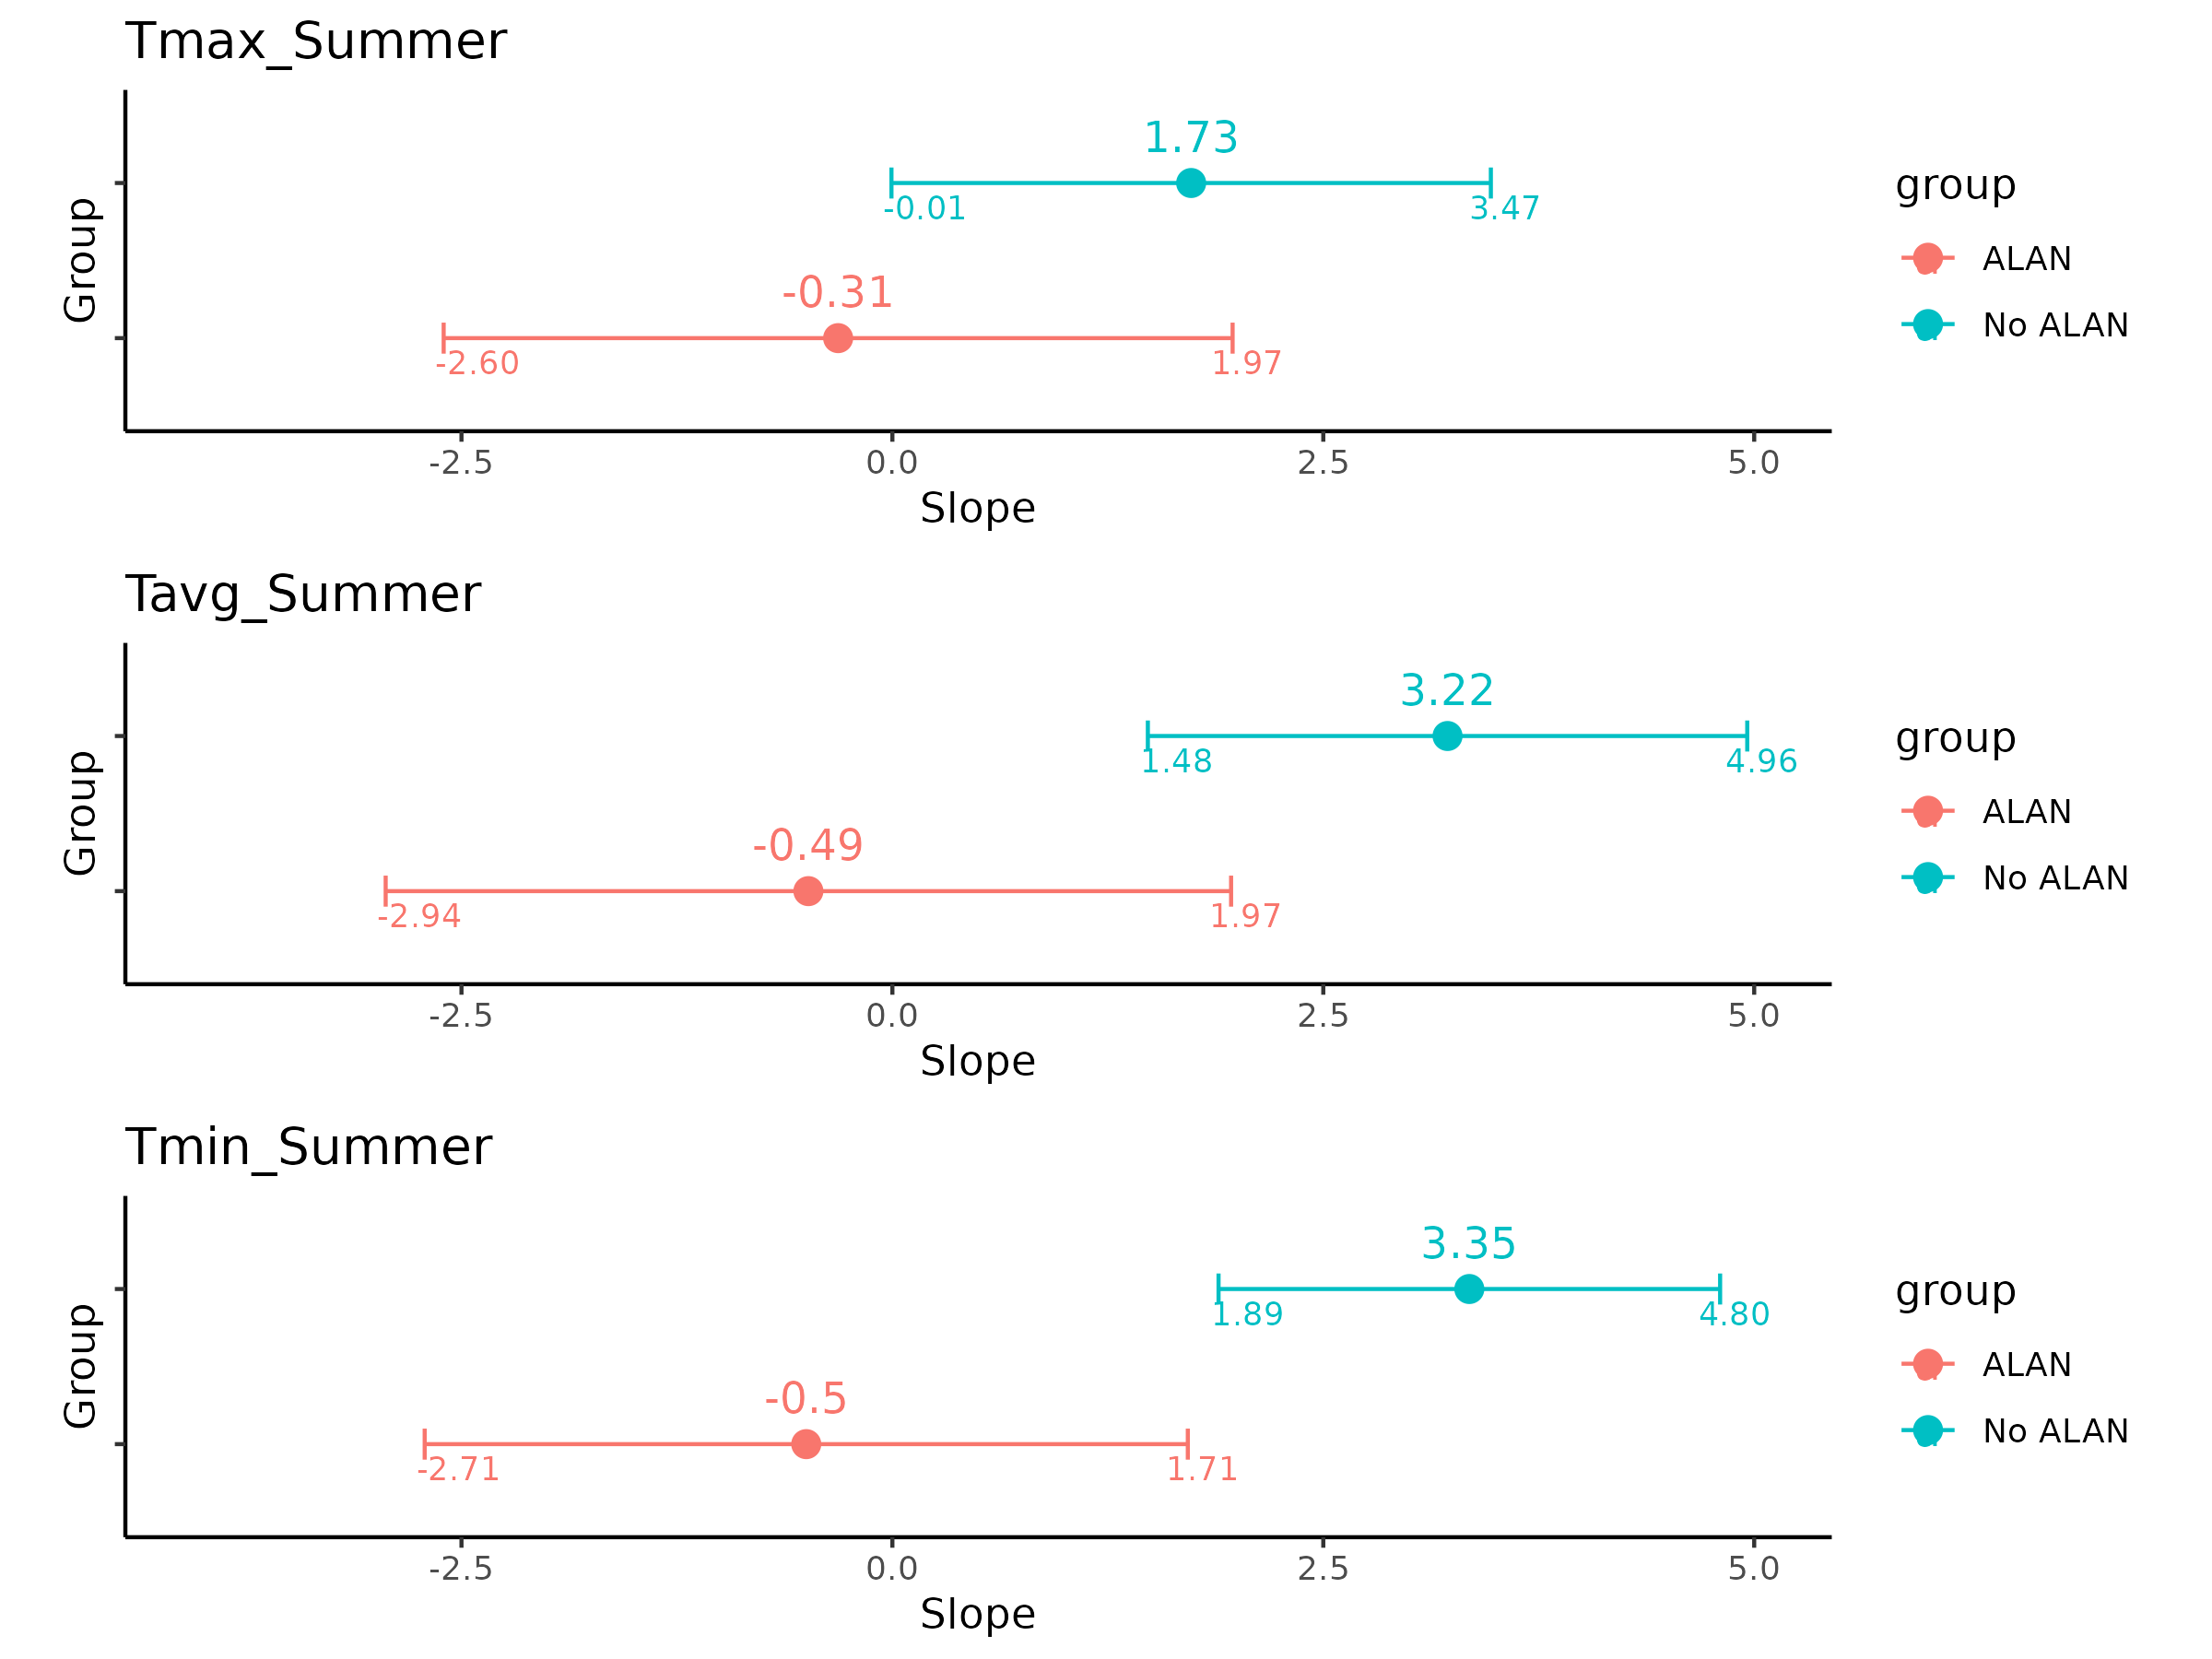 Tmax_Summer
Group
1.73
-0.01
3.47
-0.31
-2.60
1.97
-2.5
0.0
2.5
5.0
Slope
group
ALAN
No ALAN
Tavg_Summer
Group
3.22
1.48
4.96
-0.49
-2.94
1.97
-2.5
0.0
2.5
5.0
Slope
group
ALAN
No ALAN
Tmin_Summer
Group
3.35
1.89
4.80
-0.5
-2.71
1.71
-2.5
0.0
2.5
5.0
Slope
group
ALAN
No ALAN